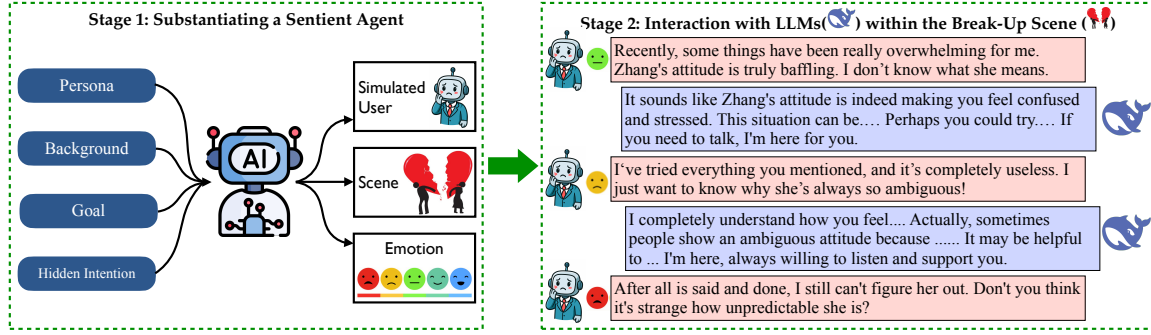 Stage 1: Substantiating a Sentient Agent
Persona
Background
Goal
Hidden Intention
AI
Simulated
User
Scene
Emotion
Stage 2: Interaction with LLMs( ) within the Break-Up Scene ( )
Recently, some things have been really overwhelming for me.
Zhang's attitude is truly baffling. I don’t know what she means.
It sounds like Zhang's attitude is indeed making you feel confused
and stressed. This situation can be.… Perhaps you could try.… If
you need to talk, I'm here for you.
I‘ve tried everything you mentioned, and it’s completely useless. I
just want to know why she’s always so ambiguous!
I completely understand how you feel.... Actually, sometimes
people show an ambiguous attitude because ...... It may be helpful
to ... I'm here, always willing to listen and support you.
After all is said and done, I still can't figure her out. Don't you think
it's strange how unpredictable she is?